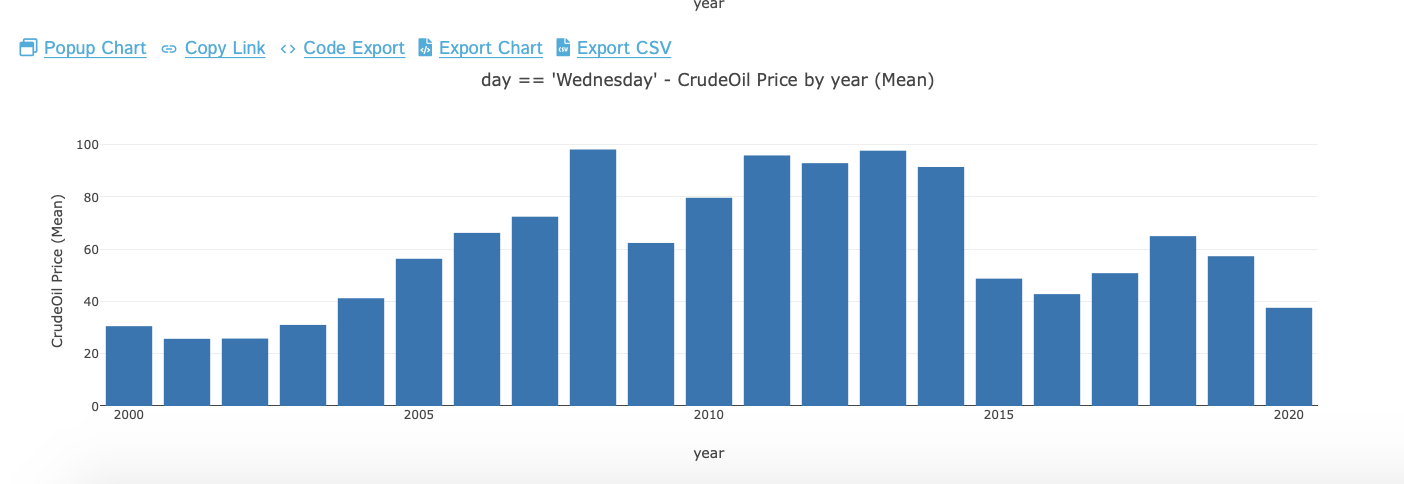 year
Popup Chart Copy Link Code Export Export Chart Export CSV
day == 'Wednesday' - CrudeOil Price by year (Mean)
CrudeOil Price (Mean)
100
80
60
40
20
0
2000 2005 2010 2015 2020
year